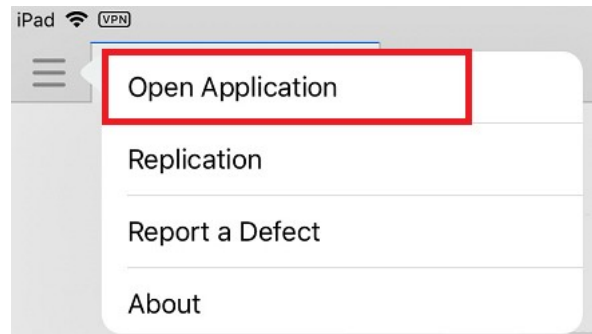 iPad VPN
Open Application
Replication
Report a Defect
About